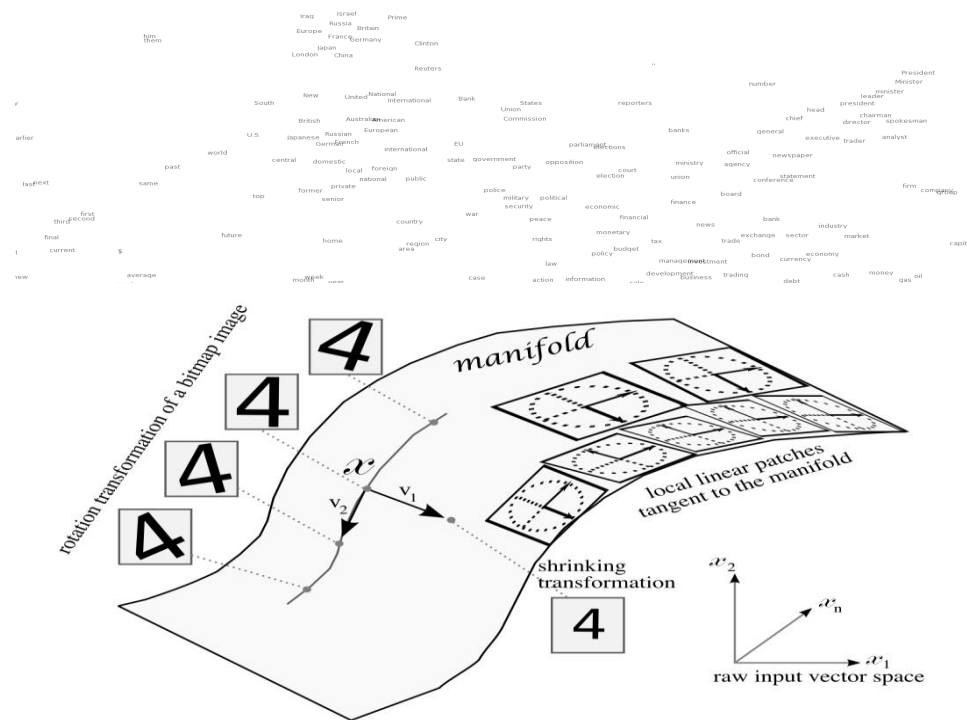 Iraq Israel Prime
Russia
Europe Britain
him France Germany
them Clinton
Japan
London China
Reuters
President
number Minister
minister
New United National leader
South International Bank States reporters president
Union head
British Australian American Commission chief chairman
director spokesman
European banks general
U.S. Japanese Russian executive trader analyst
German French EU parliament elections
world international official newspaper
central domestic state government opposition ministry agency
past local foreign party court
national public election union conference statement
last next same private firm company group
former police board
top senior military political finance
security economic
first war peace financial bank
third second country news industry
final future monetary exchange sector market
home region city rights tax trade capit
current $ area budget
policy bond economy
law management investment currency
average week development money oil
month year case action information business trading cash gas
debt
rotation transformation of a bitmap image
4
manifold
4
4
4
x
v1
v2
local linear patches
tangent to the manifold
shrinking
transformation
4
x2
xn
x1
raw input vector space